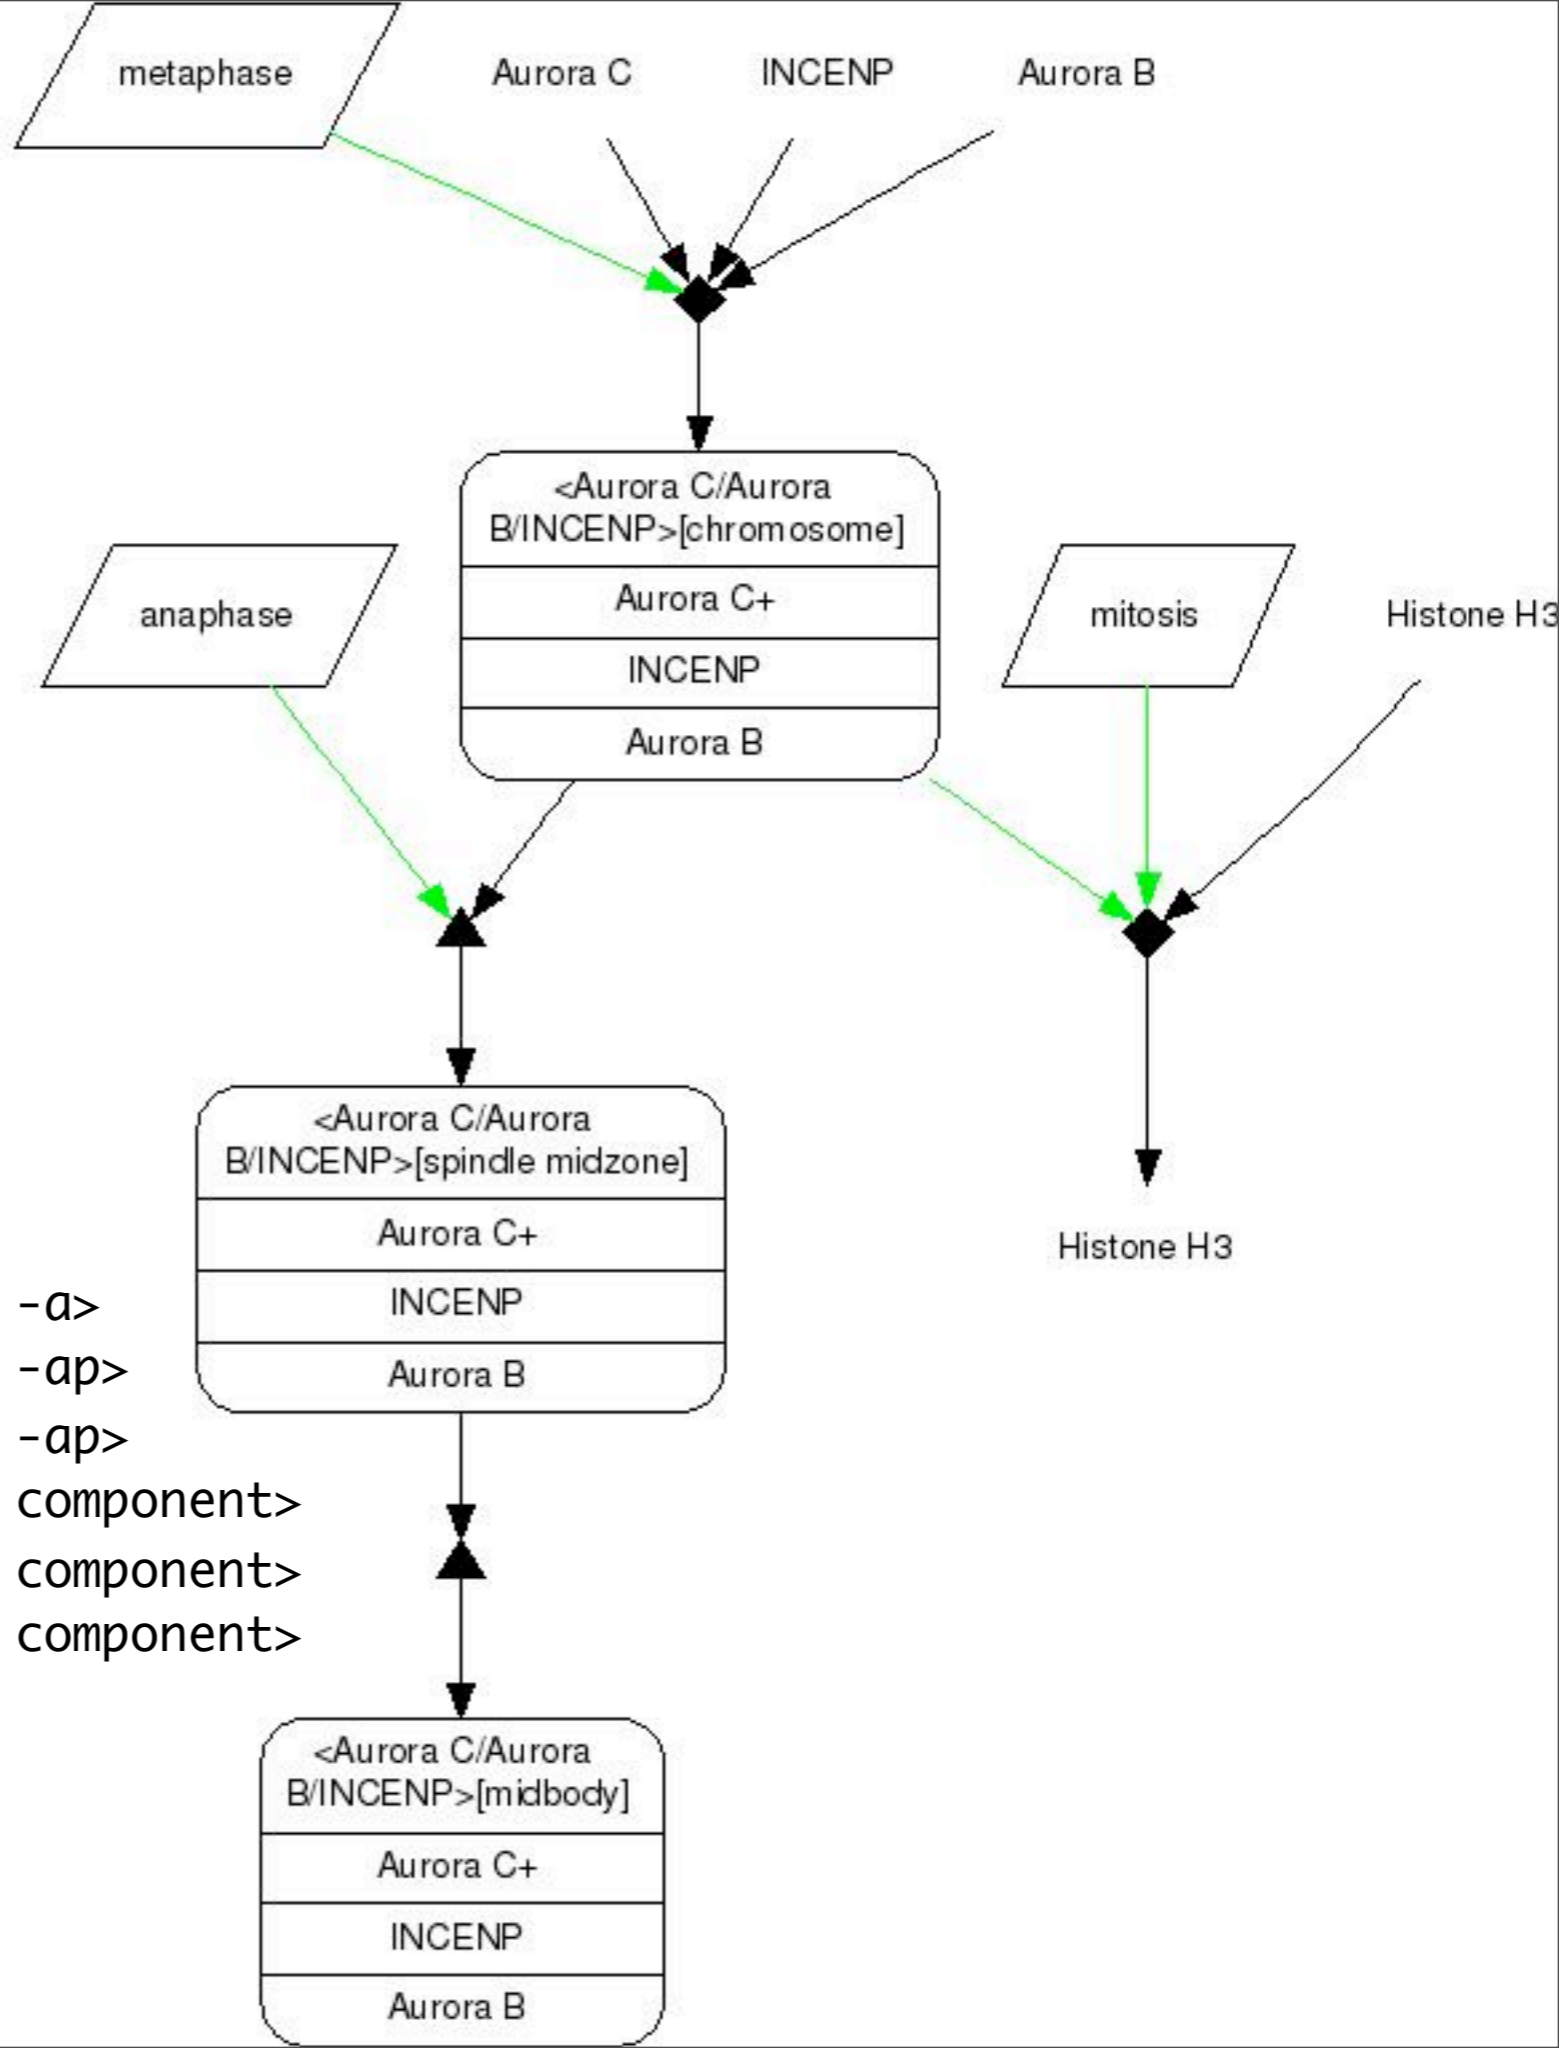 metaphase
Aurora C
INCENP
Aurora B
<Aurora C/Aurora
B/INCENP>[chromosome]
Aurora C+
INCENP
Aurora B
anaphase
mitosis
Histone H3
<Aurora C/Aurora
B/INCENP>[spindle midzone]
Aurora C+
INCENP
Aurora B
Histone H3
-a>
-ap>
-ap>
component>
component>
component>
<Aurora C/Aurora
B/INCENP>[midbody]
Aurora C+
INCENP
Aurora B